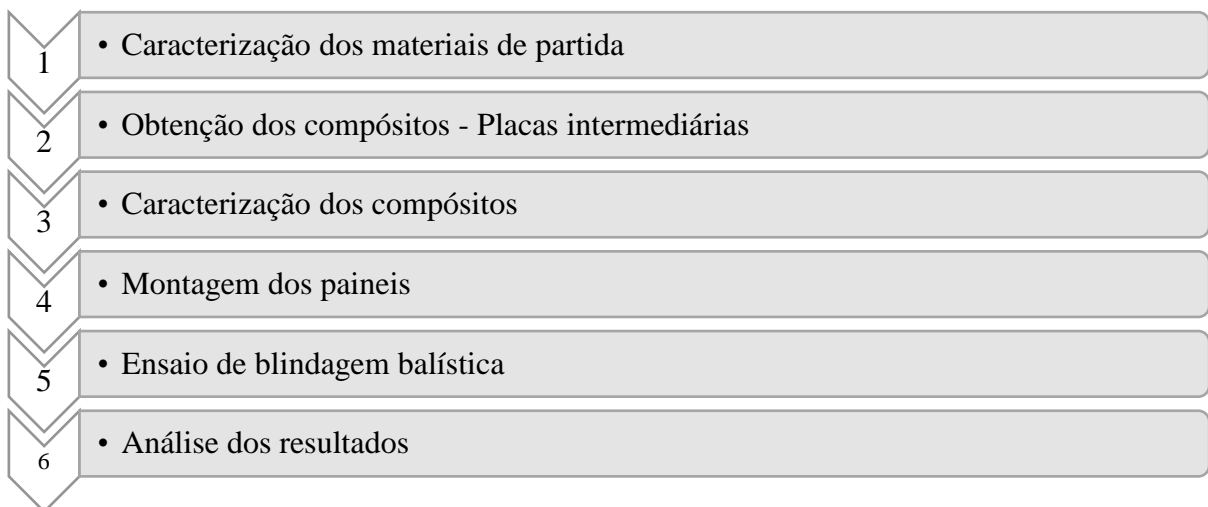 1 • Caracterização dos materiais de partida
2 • Obtenção dos compósitos - Placas intermediárias
3 • Caracterização dos compósitos
4 • Montagem dos paineis
5 • Ensaio de blindagem balística
6 • Análise dos resultados